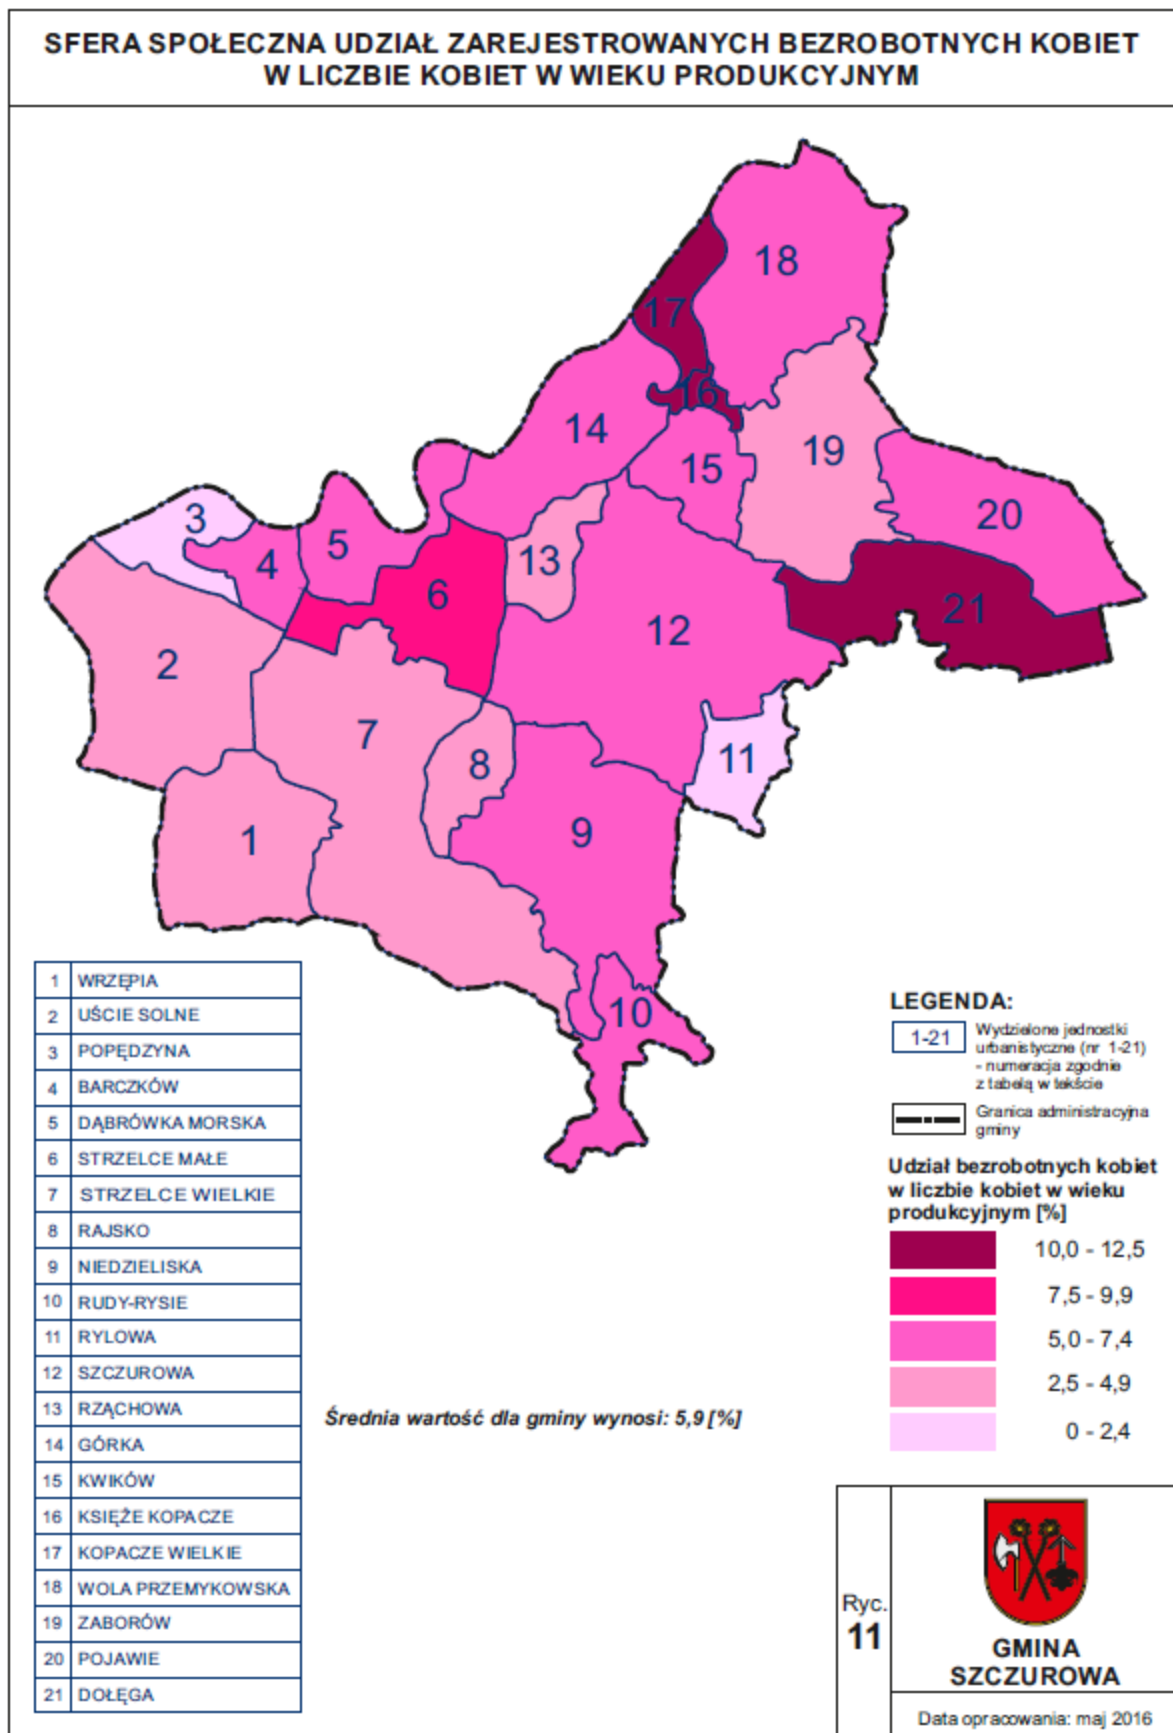 SFERA SPOŁECZNA UDZIAŁ ZAREJESTROWANYCH BEZROBOTNYCH KOBIET
W LICZBIE KOBIET W WIEKU PRODUKCYJNYM
18
17
16
14
15
19
20
3
4
5
6
13
12
21
2
7
8
11
1
9
10
1 WRZĘPIA
2 UŚCIE SOLNE
3 POPĘDZYNA
4 BARCZKÓW
5 DĄBRÓWKA MORSKA
6 STRZELCE MAŁE
7 STRZELCE WIELKIE
8 RAJSKO
9 NIEDZIELISKA
10 RUDY-RYSIE
11 RYLOWA
12 SZCZUROWA
13 RZĄCHOWA
14 GÓRKA
15 KWIKÓW
16 KSIĘŻE KOPACZE
17 KOPACZE WIELKIE
18 WOLA PRZEMYKOWSKA
19 ZABORÓW
20 POJAWIE
21 DOŁĘGA
Średnia wartość dla gminy wynosi: 5,9 [%]
LEGENDA:
1-21
Wydzielone jednostki
urbanistyczne (nr 1-21)
- numeracja zgodnie
z tabelą w tekście
Granica administracyjna
gminy
Udział bezrobotnych kobiet
w liczbie kobiet w wieku
produkcyjnym [%]
10,0 - 12,5
7,5 - 9,9
5,0 - 7,4
2,5 - 4,9
0 - 2,4
Ryc.
11
GMINA
SZCZUROWA
Data opracowania: maj 2016